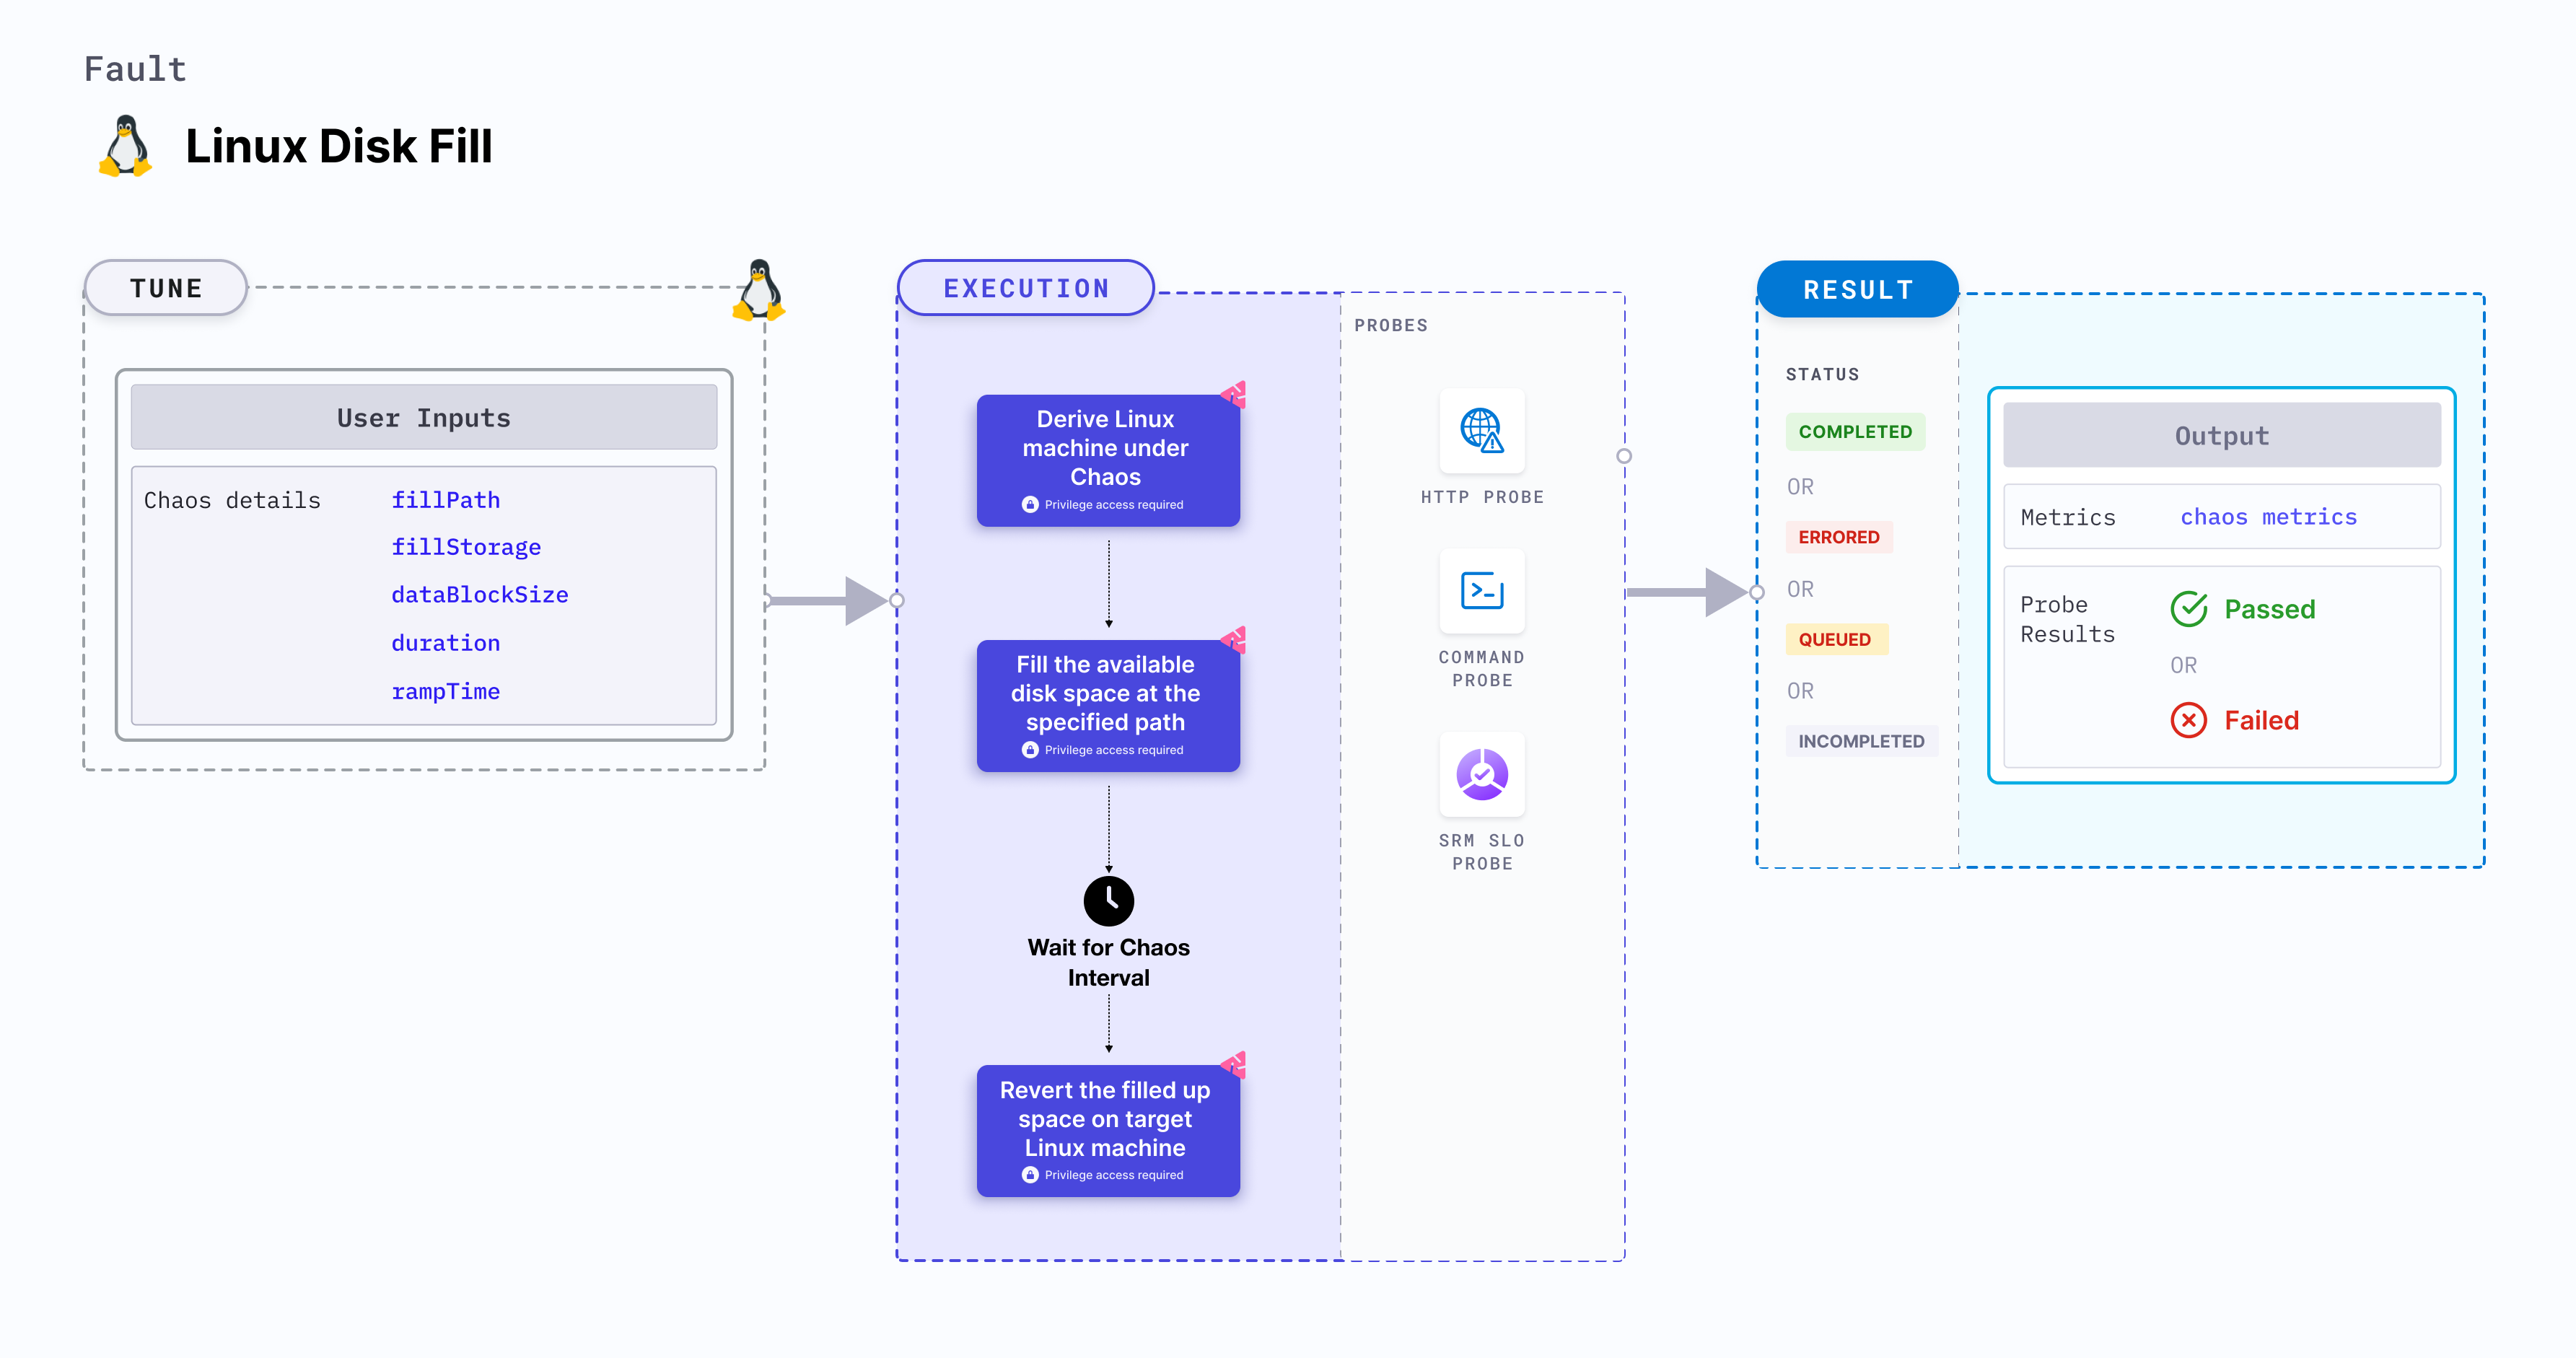 Fault
Linux Disk Fill
TUNE
User Inputs
Chaos details
fillPath
fillStorage
dataBlockSize
duration
rampTime
EXECUTION
Derive Linux
machine under
Chaos
Privilege access required
Fill the available
disk space at the
specified path
Privilege access required
Wait for Chaos
Interval
Revert the filled up
space on target
Linux machine
Privilege access required
PROBES
HTTP PROBE
COMMAND
PROBE
SRM SLO
PROBE
RESULT
STATUS
COMPLETED
OR
ERRORED
OR
QUEUED
OR
INCOMPLETED
Output
Metrics chaos metrics
Probe
Results
Passed
OR
Failed